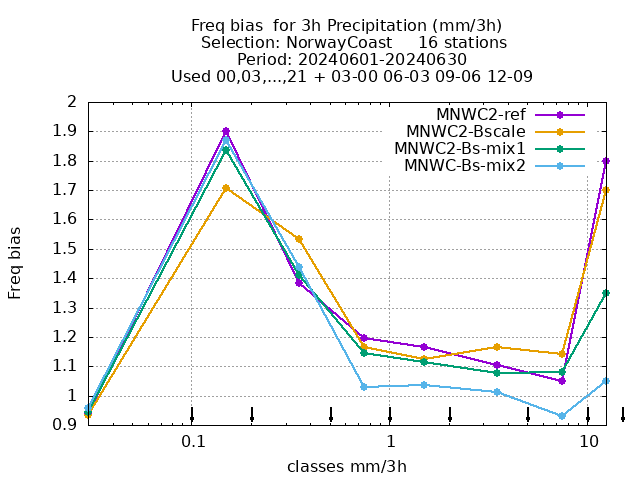 Freq bias  for 3h Precipitation (mm/3h)
Selection: NorwayCoast     16 stations
Period: 20240601-20240630
Used 00,03,...,21 + 03-00 06-03 09-06 12-09
MNWC2-ref
MNWC2-Bscale
MNWC2-Bs-mix1
MNWC-Bs-mix2
Freq bias
2
1.9
1.8
1.7
1.6
1.5
1.4
1.3
1.2
1.1
1
0.9
0.1 1 10
classes mm/3h